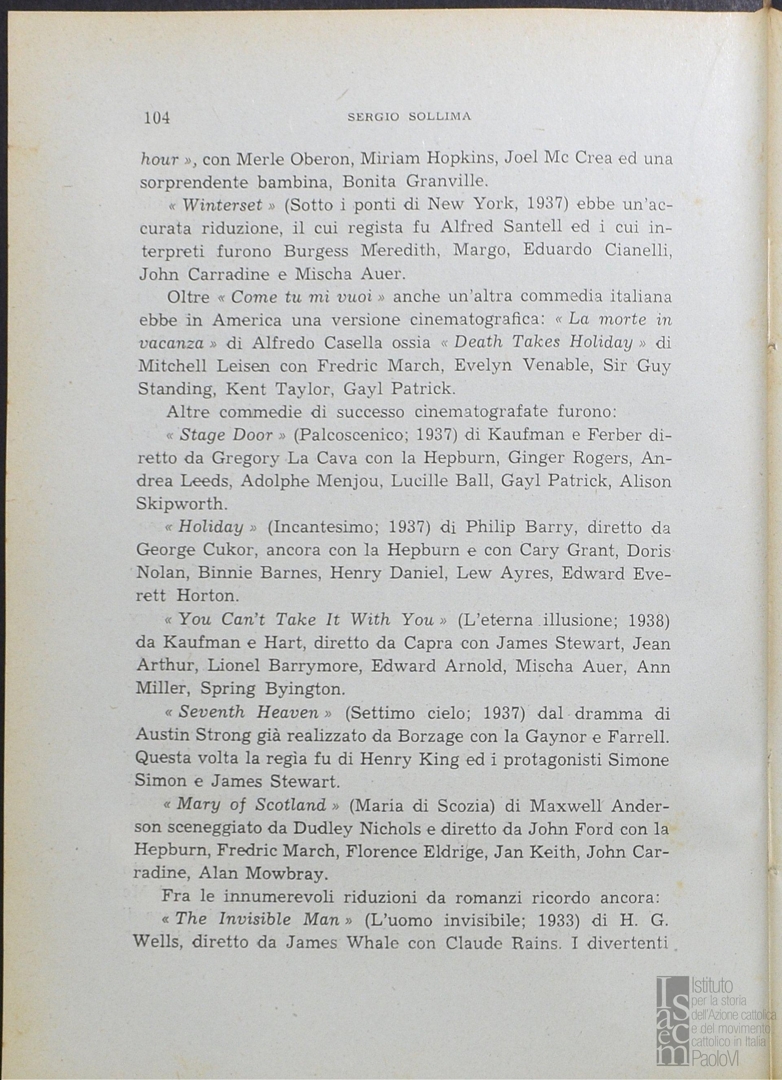 104 SERGIO SOLLIMA
hour », con Merle Oberon, Miriam Hopkins, Joel Mc Crea ed una
sorprendente bambina, Bonita Granville.
« Winterset » (Sotto i ponti di New York, 1937) ebbe un'ac-
curata riduzione, il cui regista fu Alfred Santell ed i cui in-
terpreti furono Burgess Meredith, Margo, Eduardo Cianelli,
John Carradine e Mischa Auer.
Oltre « Come tu mi vuoi » anche un'altra commedia italiana
ebbe in America una versione cinematografica: « La morte in
vacanza » di Alfredo Casella ossia « Death Takes Holiday » di
Mitchell Leisen con Fredric March, Evelyn Venable, Sir Guy
Standing, Kent Taylor, Gayl Patrick.
Altre commedie di successo cinematografate furono:
« Stage Door » (Palcoscenico; 1937) di Kaufman e Ferber di-
retto da Gregory La Cava con la Hepburn, Ginger Rogers, An-
drea Leeds, Adolphe Menjou, Lucille Ball, Gayl Patrick, Alison
Skipworth.
« Holiday » (Incantesimo; 1937) di Philip Barry, diretto da
George Cukor, ancora con la Hepburn e con Cary Grant, Doris
Nolan, Binnie Barnes, Henry Daniel, Lew Ayres, Edward Eve-
rett Horton.
« You Can't Take It With You » (L'eterna illusione; 1938)
da Kaufman e Hart, diretto da Capra con James Stewart, Jean
Arthur, Lionel Barrymore, Edward Arnold, Mischa Auer, Ann
Miller, Spring Byington.
« Seventh Heaven » (Settimo cielo; 1937) dal dramma di
Austin Strong già realizzato da Borzage con la Gaynor e Farrell.
Questa volta la regìa fu di Henry King ed i protagonisti Simone
Simon e James Stewart.
« Mary of Scotland » (Maria di Scozia) di Maxwell Ander-
son sceneggiato da Dudley Nichols e diretto da John Ford con la
Hepburn, Fredric March, Florence Eldrige, Jan Keith, John Car-
radine, Alan Mowbray.
Fra le innumerevoli riduzioni da romanzi ricordo ancora:
« The Invisible Man » (L'uomo invisibile; 1933) di H. G.
Wells, diretto da James Whale con Claude Rains. I divertenti
Isacem
Istituto
per la storia
dell'Azione cattolica
e del movimento
cattolico in Italia
PaoloVI